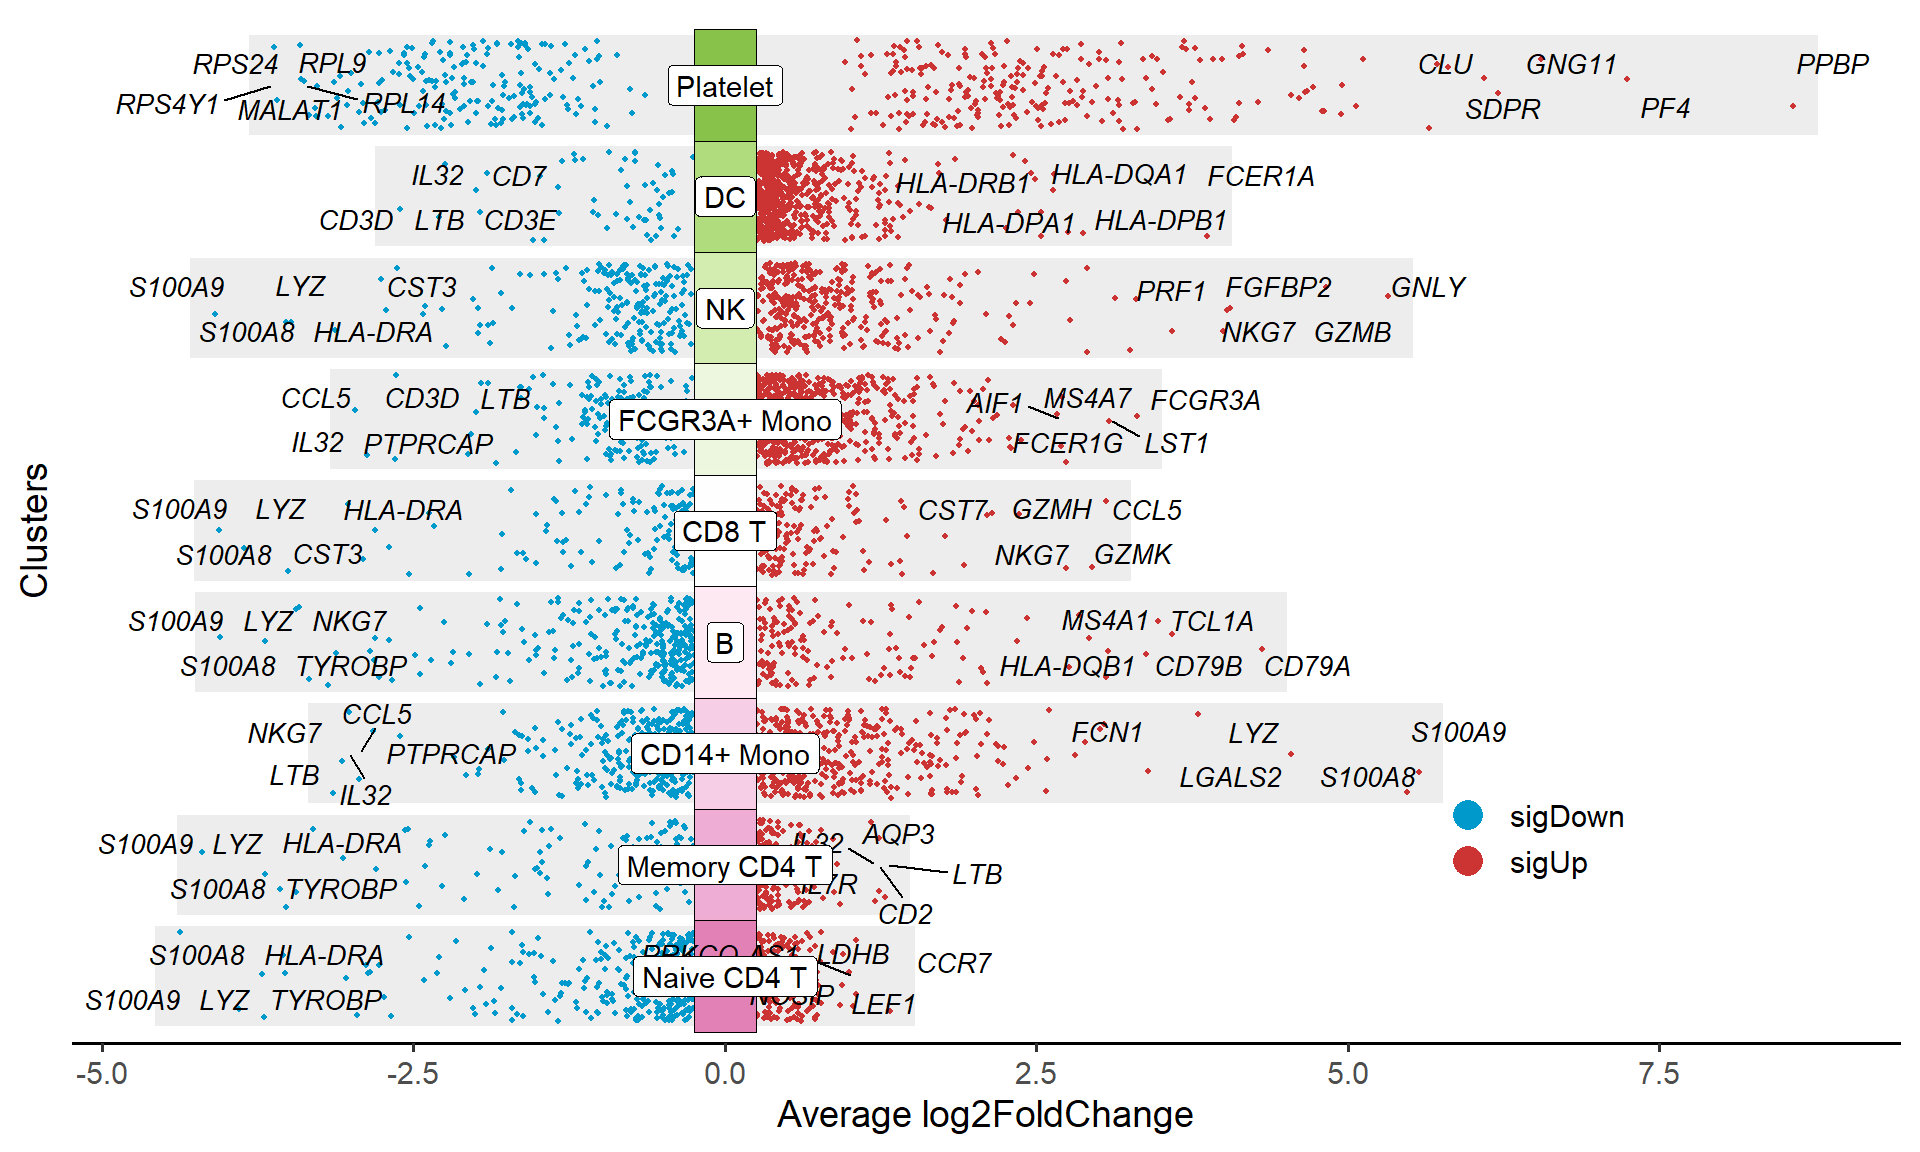 RPS24 RPL9 Platelet CLU GNG11 PPBP
RPS4Y1 MALAT1 RPL14 SDPR PF4
IL32 CD7 DC HLA-DRB1 HLA-DQA1 FCER1A
CD3D LTB CD3E HLA-DPA1 HLA-DPB1
S100A9 LYZ CST3 NK PRF1 FGFBP2 GNLY
S100A8 HLA-DRA NKG7 GZMB
CCL5 CD3D LTB FCGR3A+ Mono AIF1 MS4A7 FCGR3A
IL32 PTPRCAP FCER1G LST1
S100A9 LYZ HLA-DRA CD8 T CST7 GZMH CCL5
S100A8 CST3 NKG7 GZMK
S100A9 LYZ NKG7 B MS4A1 TCL1A
S100A8 TYROBP HLA-DQB1 CD79B CD79A
CCL5
NKG7 PTPRCAP CD14+ Mono FCN1 LYZ S100A9
LTB IL32 LGALS2 S100A8
S100A9 LYZ HLA-DRA Memory CD4 T IL32 AQP3
S100A8 TYROBP IL7R LTB
CD2
S100A8 HLA-DRA Naive CD4 T PRKCQ-AS1 LDHB CCR7
S100A9 LYZ TYROBP NOSIP LEF1
sigDown
sigUp
Clusters
-5.0 -2.5 0.0 2.5 5.0 7.5
Average log2FoldChange